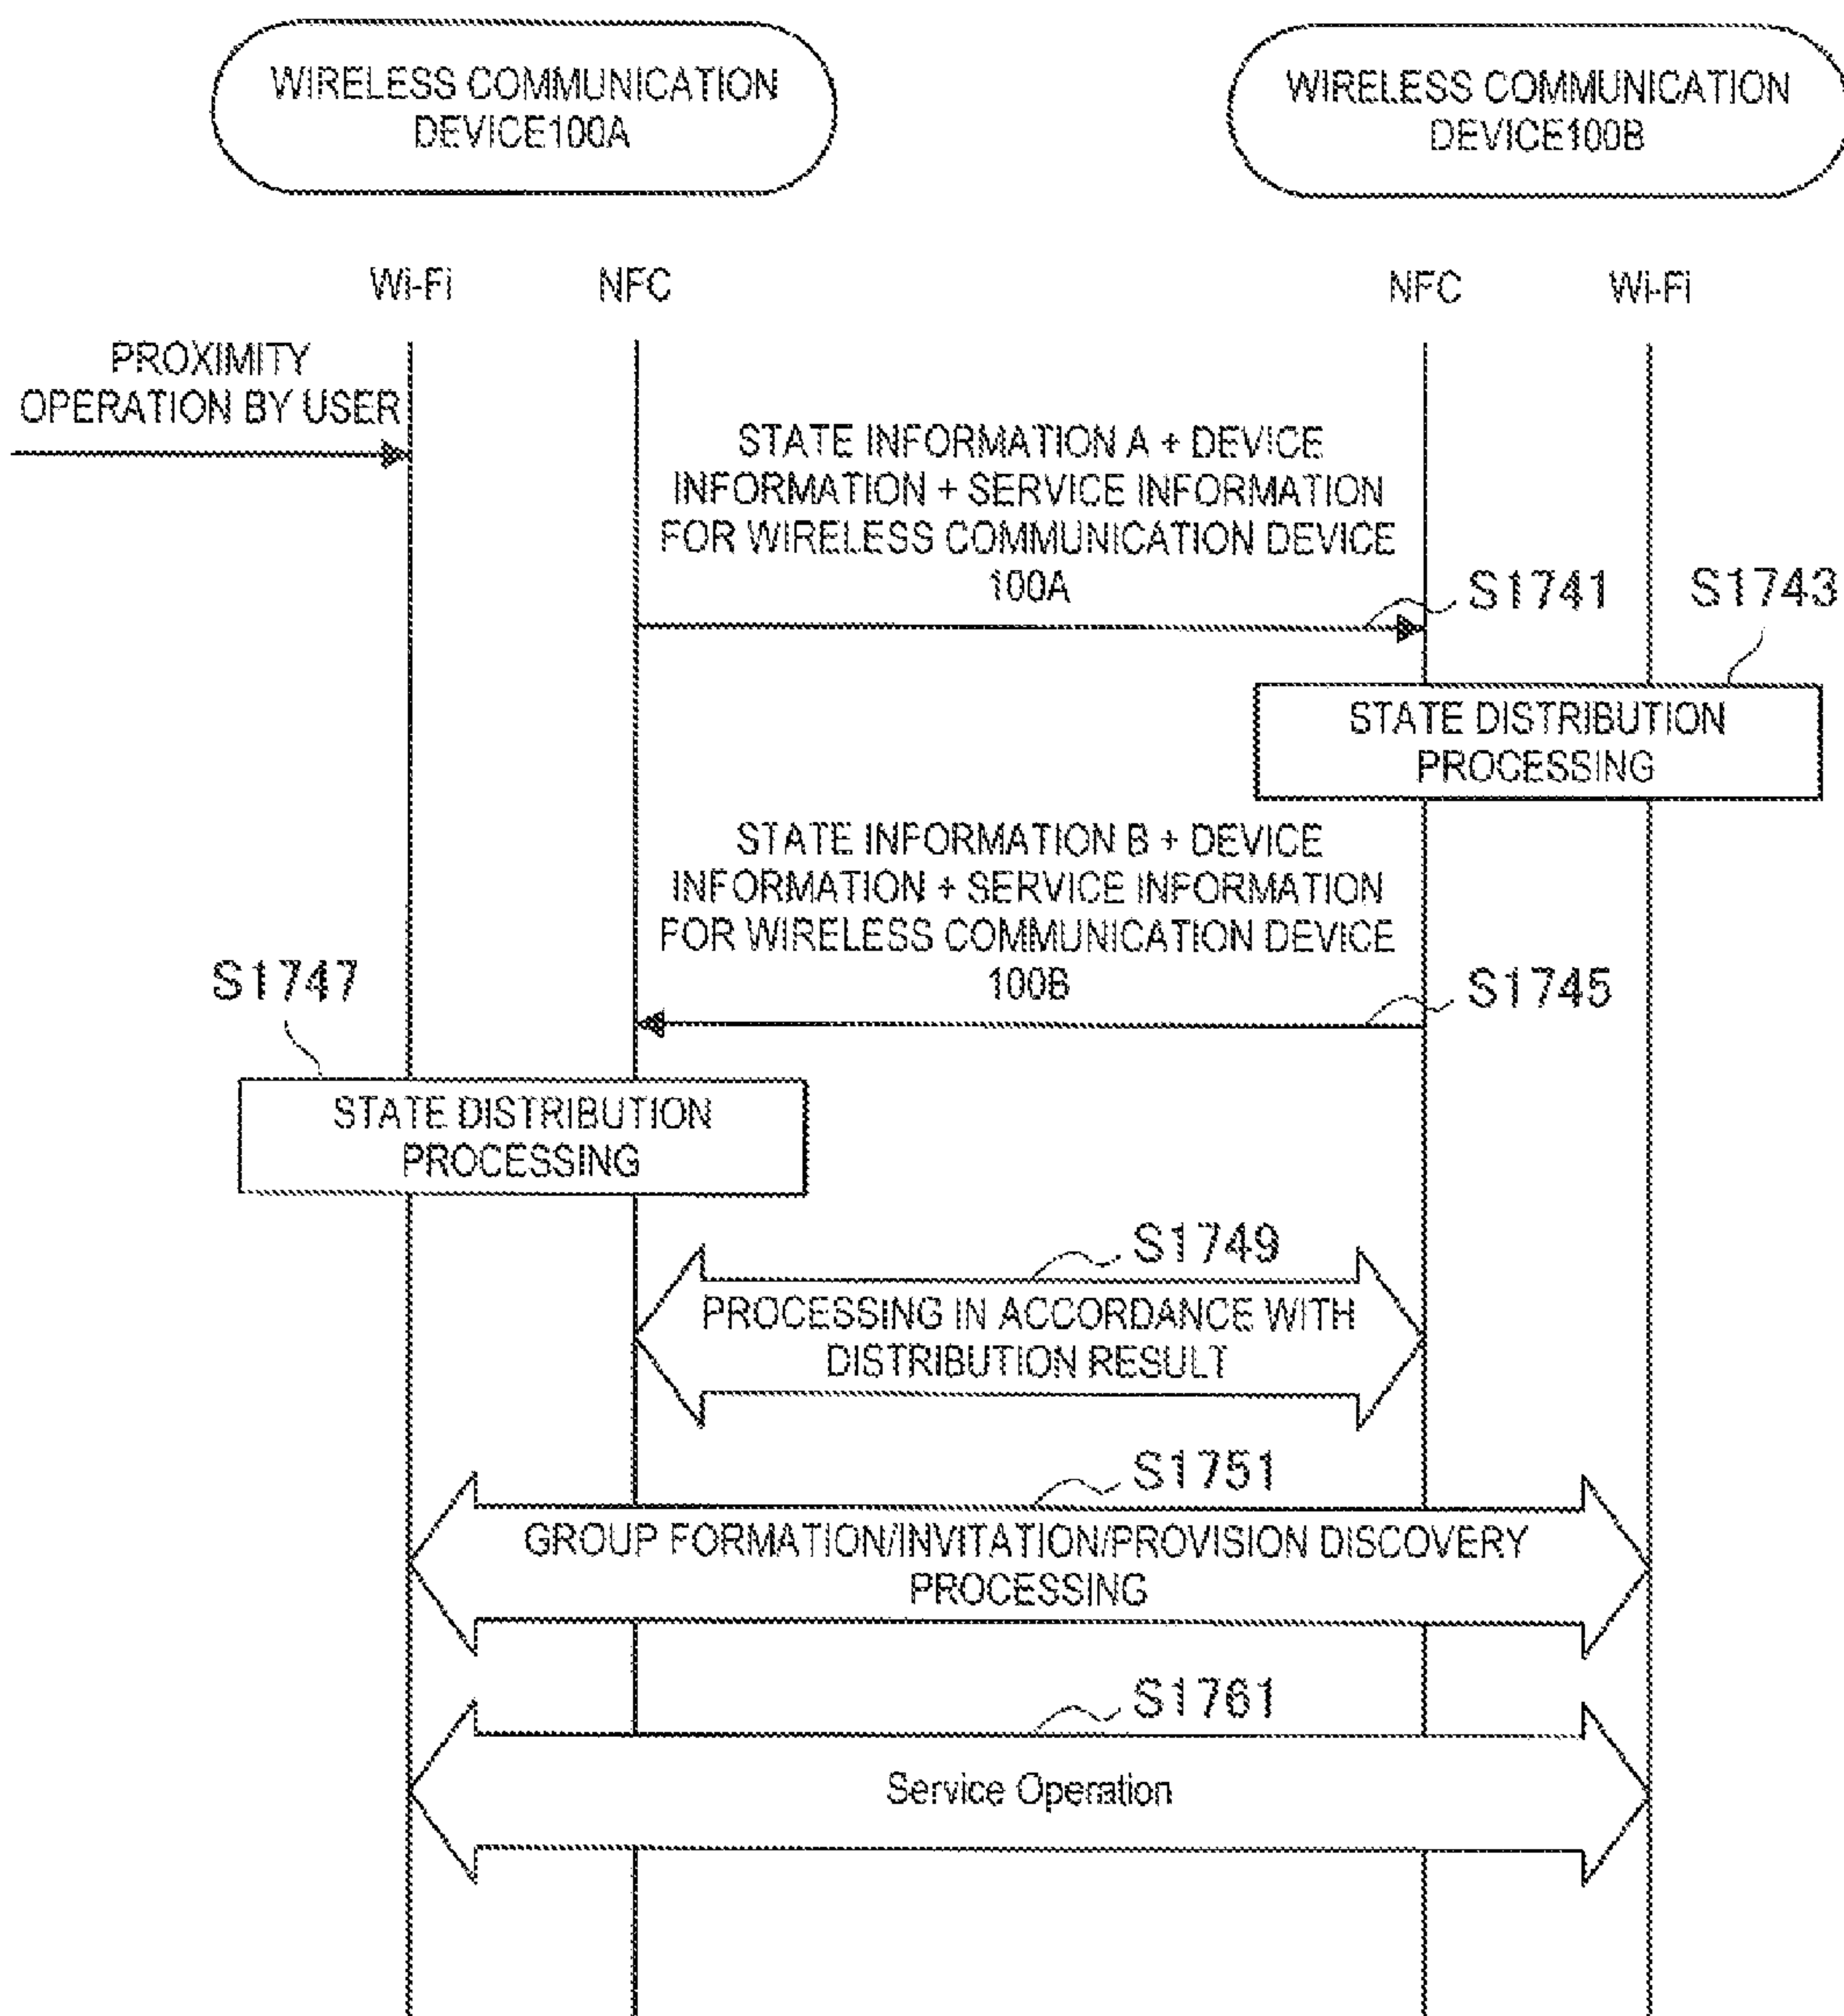 WIRELESS COMMUNICATION
DEVICE100A
WIRELESS COMMUNICATION
DEVICE100B
Wi-Fi
NFC
NFC
Wi-Fi
PROXIMITY
OPERATION BY USER
STATE INFORMATION A + DEVICE
INFORMATION + SERVICE INFORMATION
FOR WIRELESS COMMUNICATION DEVICE
100A
S1741
S1743
STATE DISTRIBUTION
PROCESSING
STATE INFORMATION B + DEVICE
INFORMATION + SERVICE INFORMATION
FOR WIRELESS COMMUNICATION DEVICE
100B
S1745
S1747
STATE DISTRIBUTION
PROCESSING
S1749
PROCESSING IN ACCORDANCE WITH
DISTRIBUTION RESULT
S1751
GROUP FORMATION/INVITATION/PROVISION DISCOVERY
PROCESSING
S1761
Service Operation